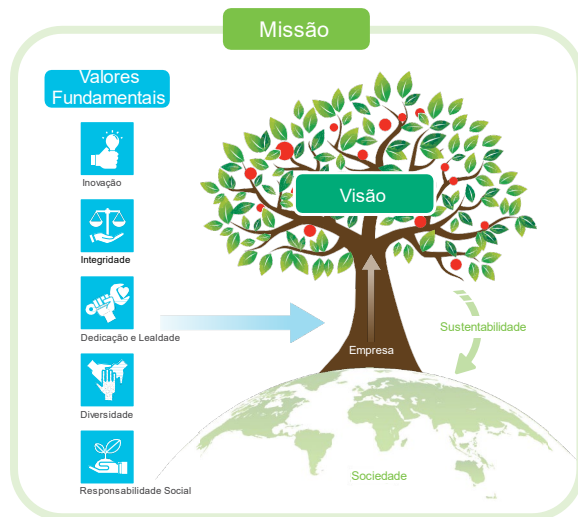 Missão
Valores
Fundamentais
Inovação
Visão
Integridade
Dedicação e Lealdade
Sustentabilidade
Empresa
Diversidade
Sociedade
Responsabilidade Social